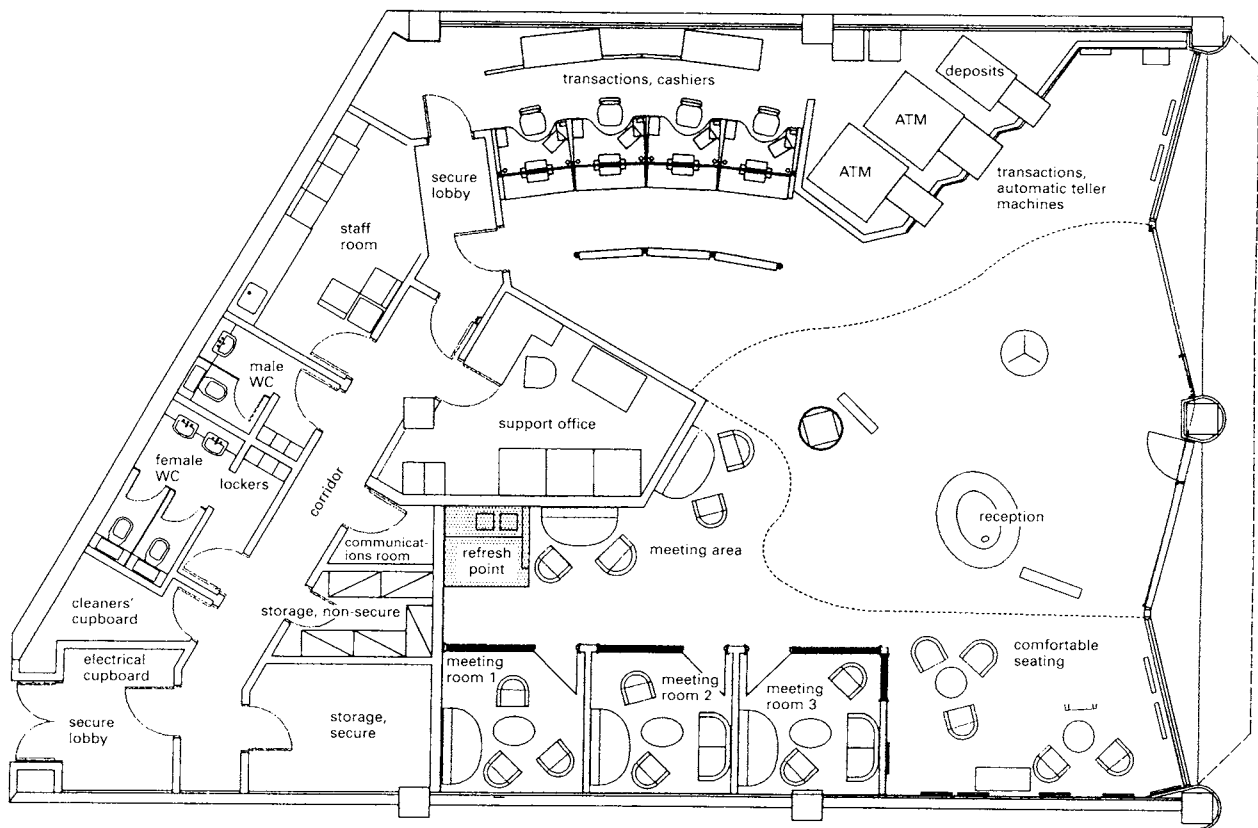 transactions, cashiers
deposits
ATM
ATM
transactions,
automatic teller
machines
secure
lobby
staff
room
male
WC
support office
female
WC
lockers
corridor
communicat-
ions room
refresh
point
meeting area
reception
cleaners'
cupboard
storage, non-secure
electrical
cupboard
secure
lobby
storage,
secure
meeting
room 1
meeting
room 2
meeting
room 3
comfortable
seating